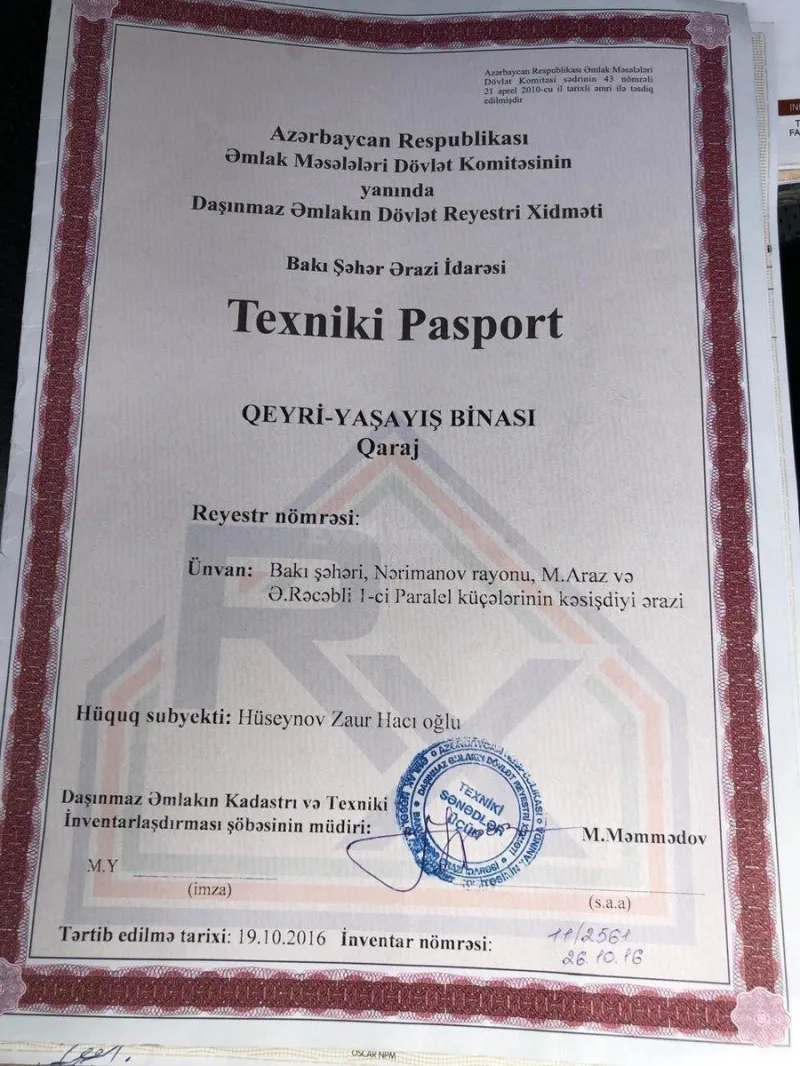 Azərbaycan Respublikası Əmlak Məsələləri
Dövlət Komitəsi sədrinin 43 nömrəli
21 aprel 2010-cu il tarixli əmri ilə təsdiq
edilmişdir
Azərbaycan Respublikası
Əmlak Məsələləri Dövlət Komitəsinin
yanında
Daşınmaz Əmlakın Dövlət Reyestri Xidməti
Bakı Şəhər Ərazi İdarəsi
Texniki Pasport
QEYRİ-YAŞAYIŞ BİNASI
Qaraj
Reyestr nömrəsi:
Ünvan: Bakı şəhəri, Nərimanov rayonu, M.Araz və
Ə.Rəcəbli 1-ci Paralel küçələrinin kəsişdiyi ərazi
Hüquq subyekti: Hüseynov Zaur Hacı oğlu
TEXNİKİ
SƏNƏDLƏR
ÜÇÜN
Daşınmaz Əmlakın Kadastrı və Texniki
İnventarlaşdırması şöbəsinin müdiri:
M.Məmmədov
M.Y
(imza)
(s.a.a)
Tərtib edilmə tarixi: 19.10.2016 İnventar nömrəsi: 11/2561
26.10.16